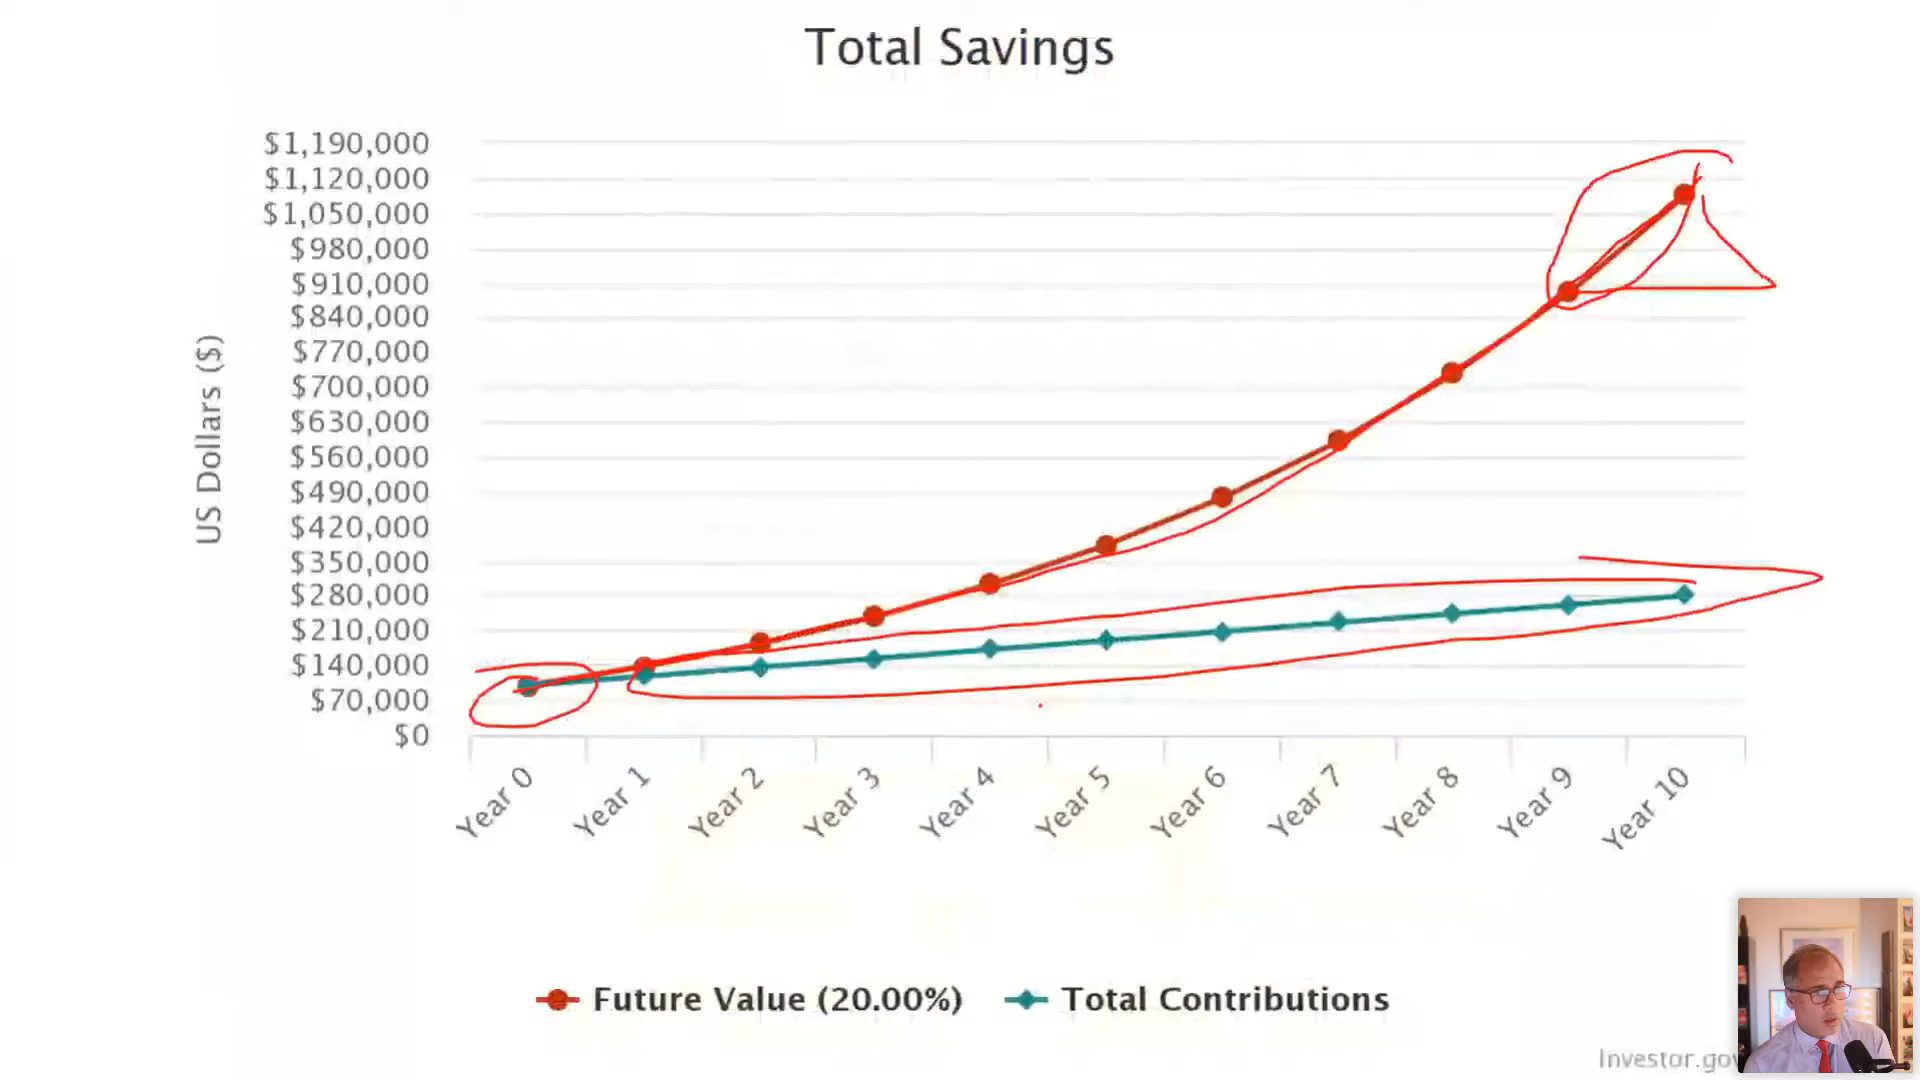 Total Savings
US Dollars ($)
$1,190,000
$1,120,000
$1,050,000
$980,000
$910,000
$840,000
$770,000
$700,000
$630,000
$560,000
$490,000
$420,000
$350,000
$280,000
$210,000
$140,000
$70,000
$0
Year 0
Year 1
Year 2
Year 3
Year 4
Year 5
Year 6
Year 7
Year 8
Year 9
Year 10
Future Value (20.00%)
Total Contributions
Investor.gov